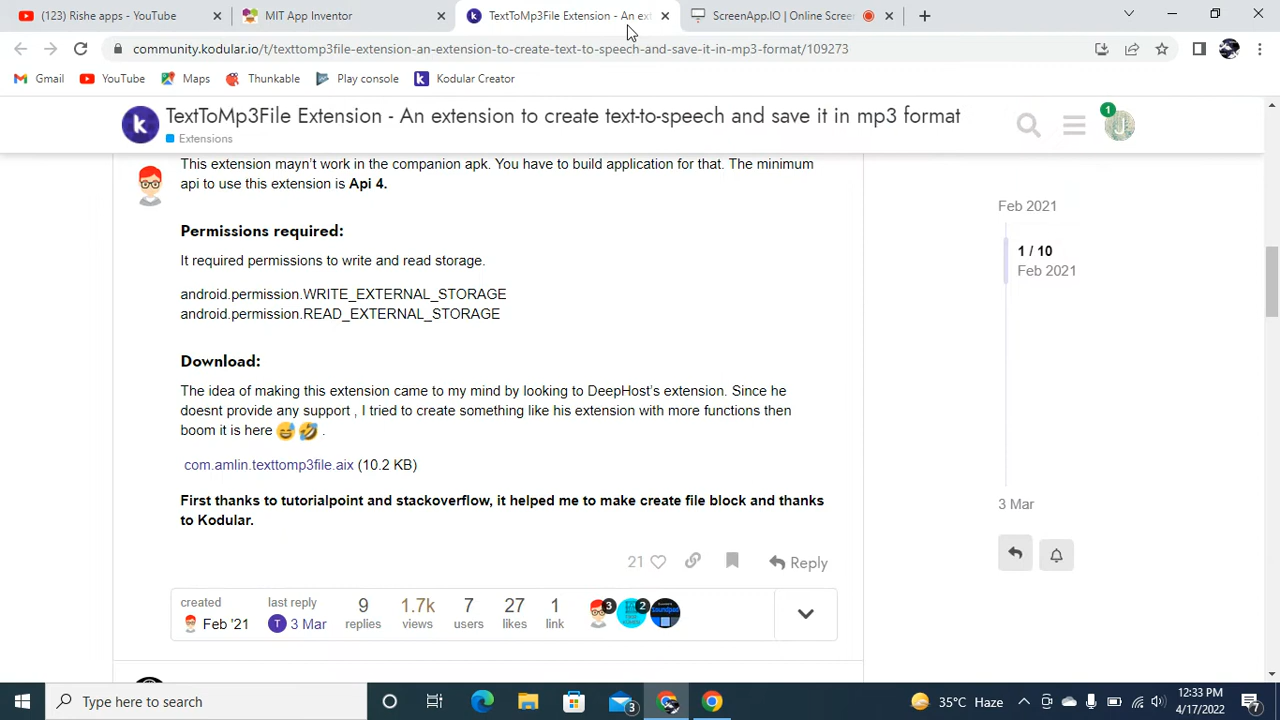 (123) Rishe apps - YouTube
MIT App Inventor
TextToMp3File Extension - An ext
ScreenApp.IO | Online Scree
community.kodular.io/t/texttomp3file-extension-an-extension-to-create-text-to-speech-and-save-it-in-mp3-format/109273
Gmail YouTube Maps Thunkable Play console Kodular Creator
TextToMp3File Extension - An extension to create text-to-speech and save it in mp3 format
Extensions
1
This extension mayn't work in the companion apk. You have to build application for that. The minimum
api to use this extension is Api 4.
Permissions required:
It required permissions to write and read storage.
android.permission.WRITE_EXTERNAL_STORAGE
android.permission.READ_EXTERNAL_STORAGE
Download:
The idea of making this extension came to my mind by looking to DeepHost's extension. Since he
doesnt provide any support , I tried to create something like his extension with more functions then
boom it is here 😅 🤣 .
com.amlin.texttomp3file.aix (10.2 KB)
First thanks to tutorialpoint and stackoverflow, it helped me to make create file block and thanks
to Kodular.
21 Reply
created last reply 9 1.7k 7 27 1 3 2
Feb '21 T 3 Mar replies views users likes link
Feb 2021
1 / 10
Feb 2021
3 Mar
Type here to search
3
35°C Haze
12:33 PM
4/17/2022
7